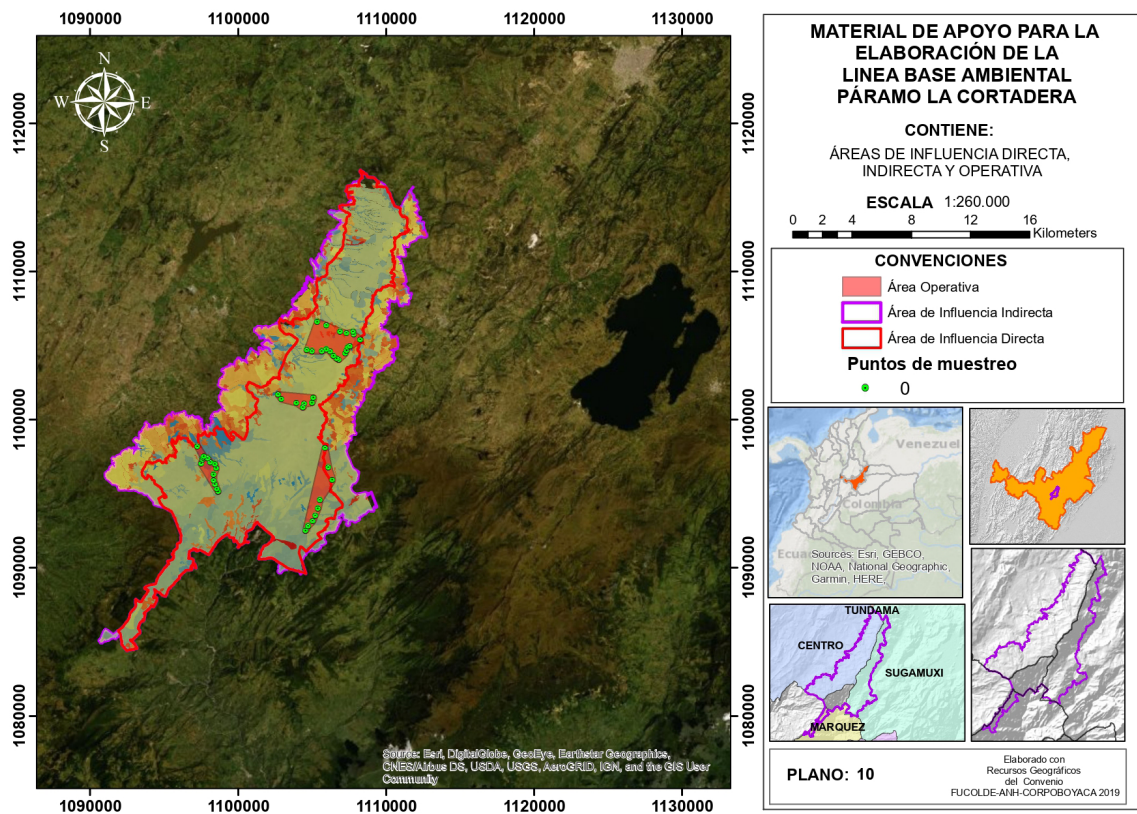 1090000 1100000 1110000 1120000 1130000
1120000
1110000
1100000
1090000
1080000
1120000
1110000
1100000
1090000
1080000
N
W E
S
Source: Esri, DigitalGlobe, GeoEye, Earthstar Geographics,
CNES/Airbus DS, USDA, USGS, AeroGRID, IGN, and the GIS User
Community
1090000 1100000 1110000 1120000 1130000
MATERIAL DE APOYO PARA LA
ELABORACIÓN DE LA
LINEA BASE AMBIENTAL
PÁRAMO LA CORTADERA
CONTIENE:
ÁREAS DE INFLUENCIA DIRECTA,
INDIRECTA Y OPERATIVA
ESCALA 1:260.000
0 2 4 8 12 16
Kilometers
CONVENCIONES
Área Operativa
Área de Influencia Indirecta
Área de Influencia Directa
Puntos de muestreo
0
Venezuel
Colombia
Ecua
Sources: Esri, GEBCO,
NOAA, National Geographic,
Garmin, HERE,
TUNDAMA
CENTRO
SUGAMUXI
MARQUEZ
PLANO: 10
Elaborado con
Recursos Geográficos
del Convenio
FUCOLDE-ANH-CORPOBOYACA 2019